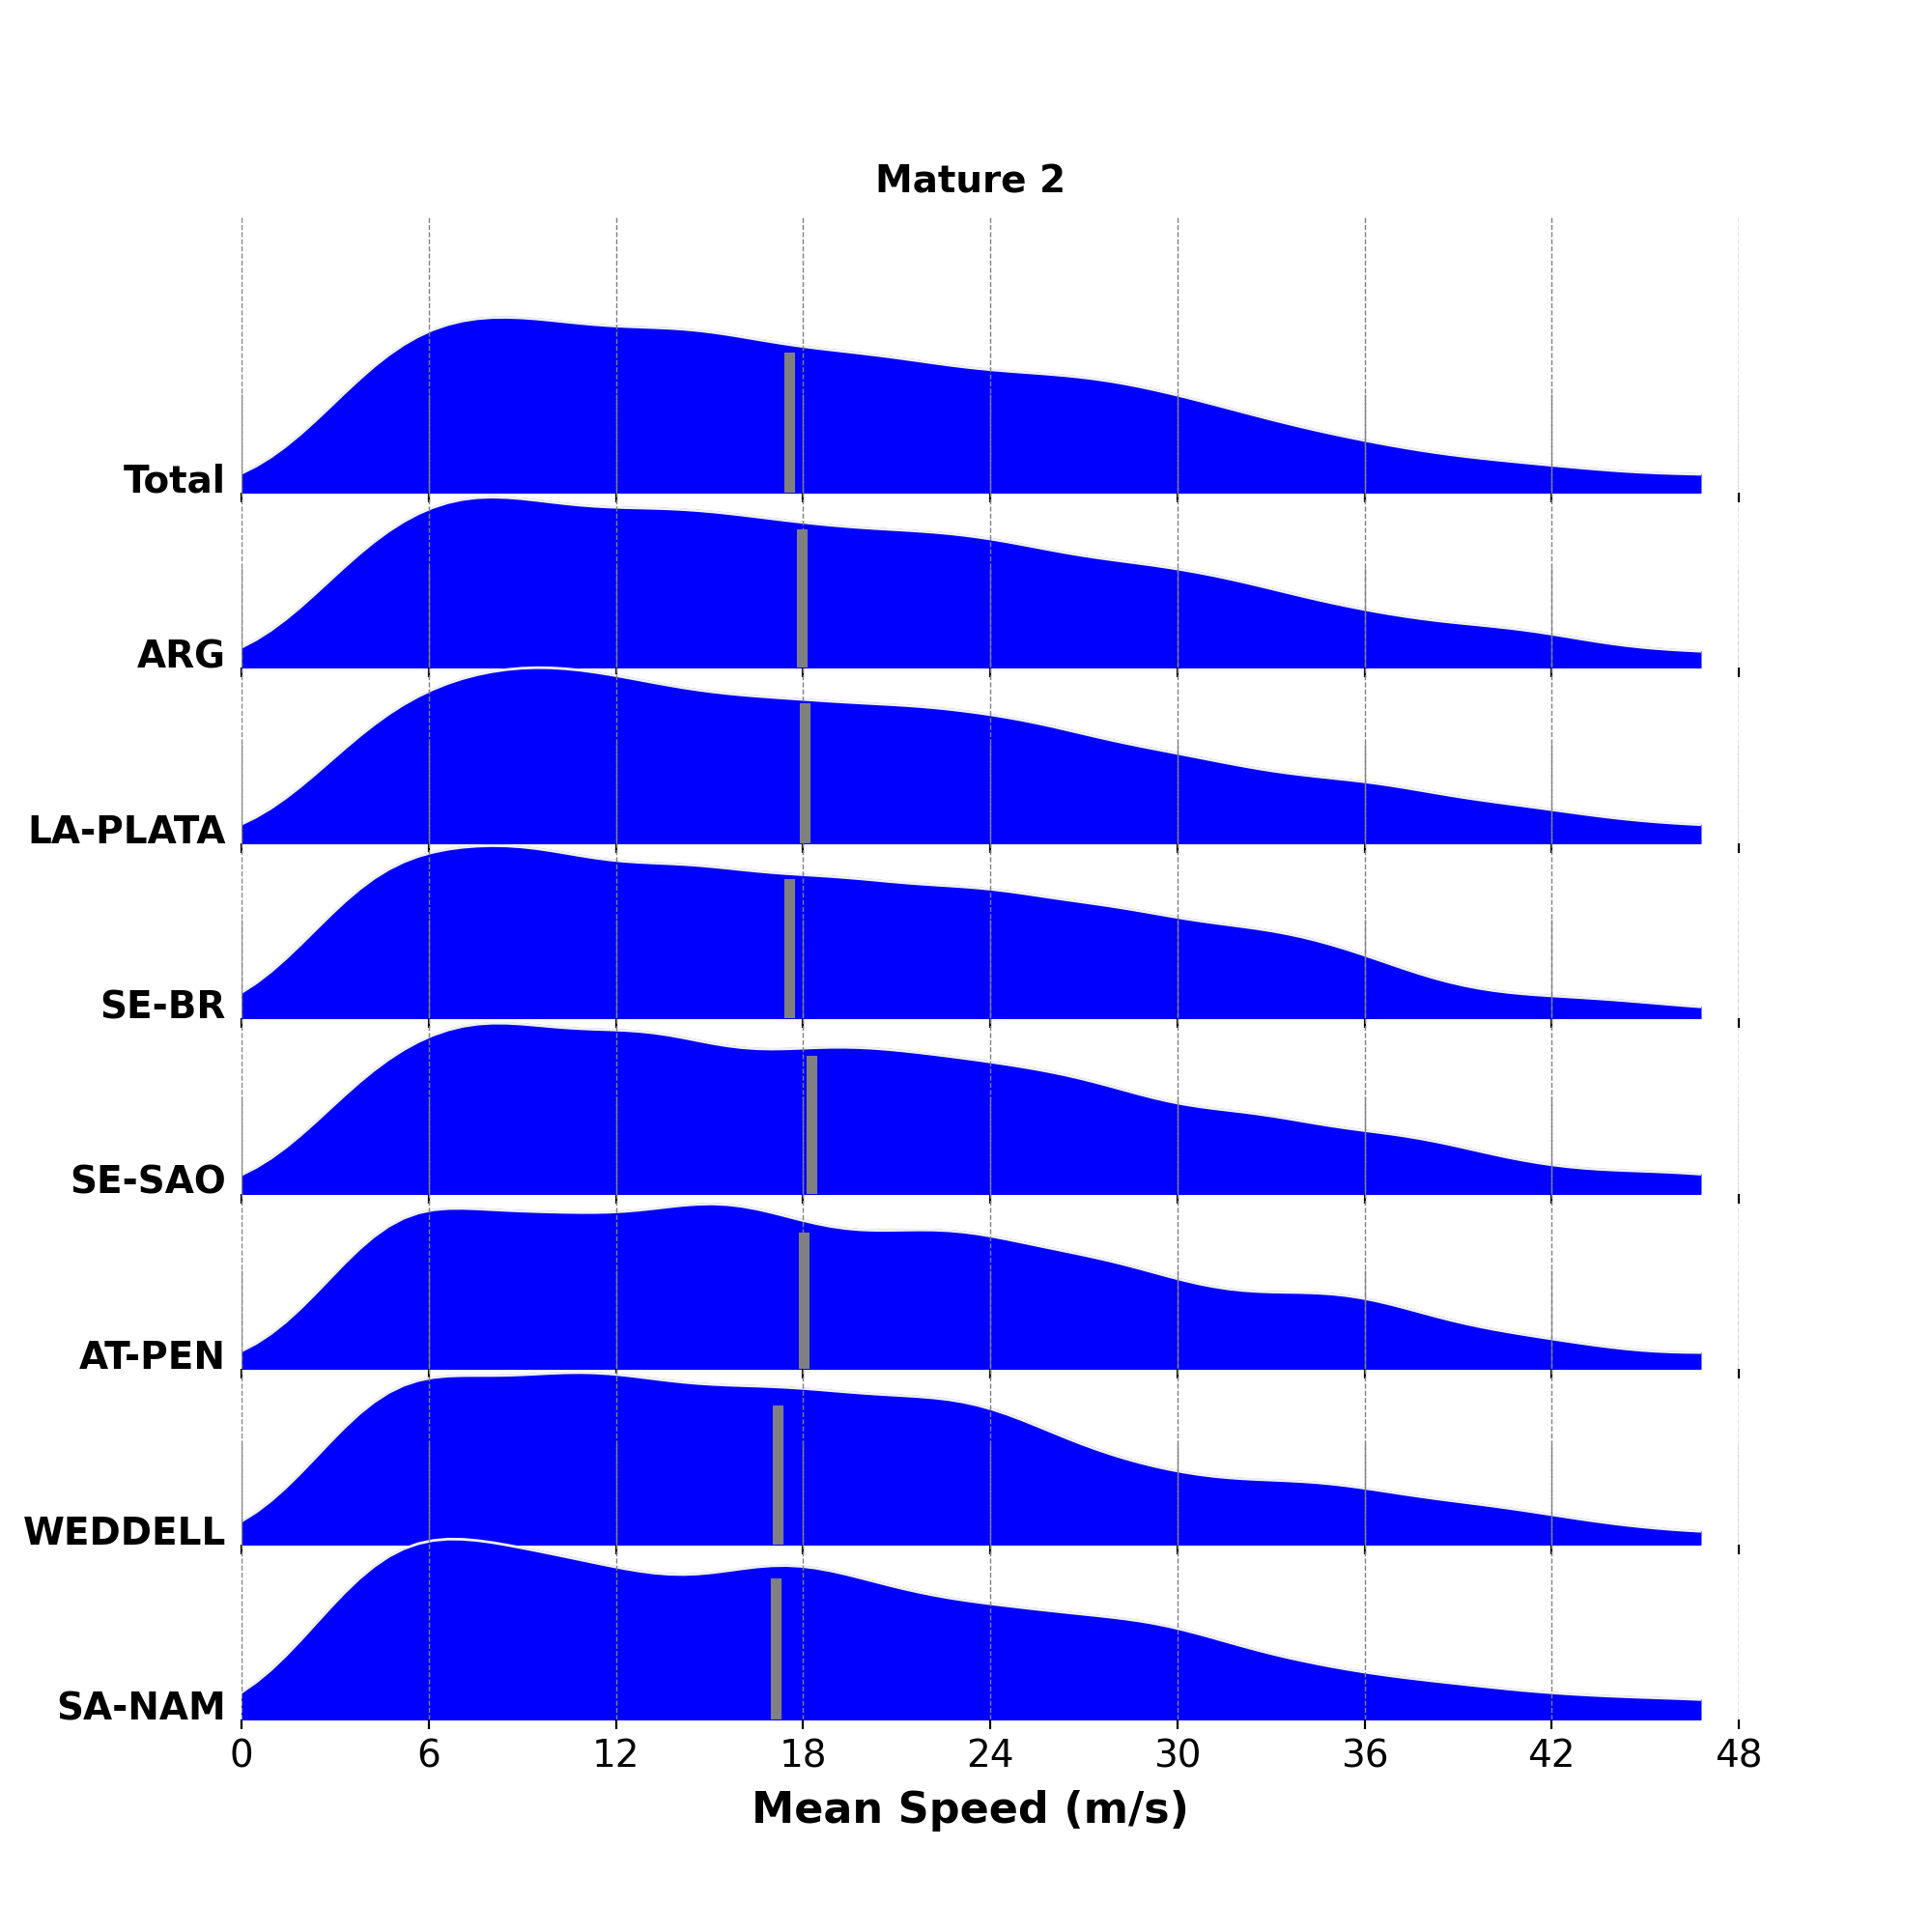 Mature 2
Total
ARG
LA-PLATA
SE-BR
SE-SAO
AT-PEN
WEDDELL
SA-NAM
0 6 12 18 24 30 36 42 48
Mean Speed (m/s)